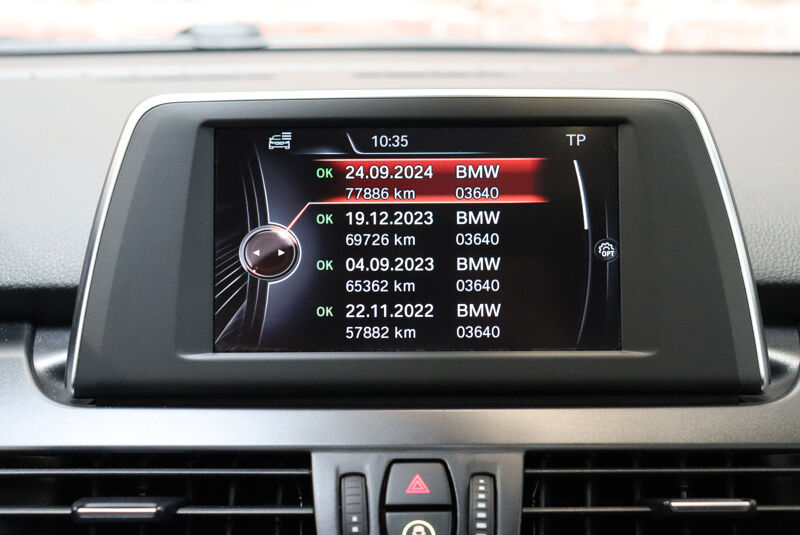 10:35 TP
OK 24.09.2024 BMW
77886 km 03640
OK 19.12.2023 BMW
69726 km 03640
OK 04.09.2023 BMW
65362 km 03640
OPT
OK 22.11.2022 BMW
57882 km 03640